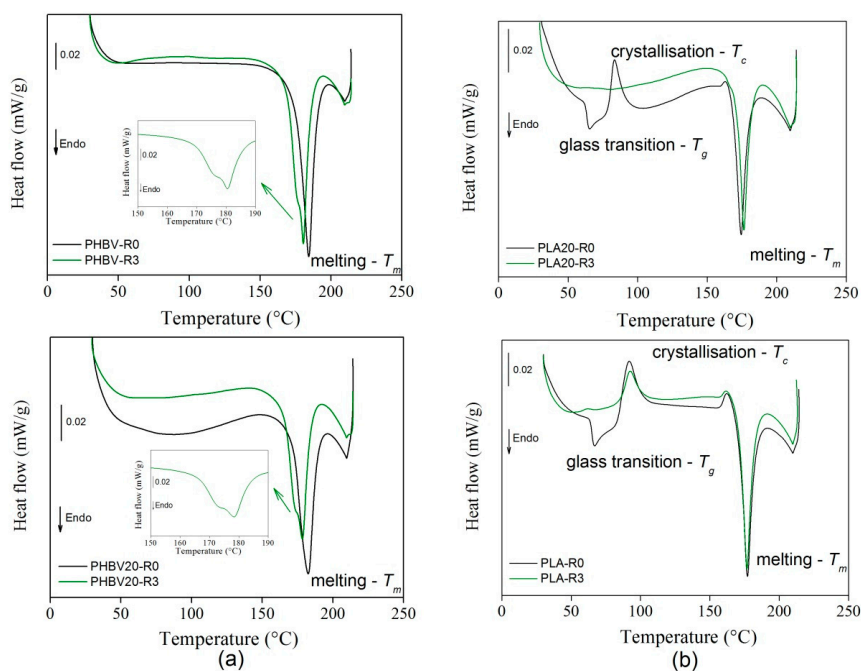 Heat flow (mW/g)
0.02
Endo
Heat flow (mW/g)
0.02
Endo
150 160 170 180 190
Temperature (°C)
PHBV-R0
PHBV-R3
melting - Tm
0 50 100 150 200 250
Temperature (°C)
Heat flow (mW/g)
0.02
Endo
crystallisation - Tc
glass transition - Tg
PLA20-R0
PLA20-R3
melting - Tm
0 50 100 150 200 250
Temperature (°C)
Heat flow (mW/g)
0.02
Endo
Heat flow (mW/g)
0.02
Endo
150 160 170 180 190
Temperature (°C)
PHBV20-R0
PHBV20-R3
melting - Tm
0 50 100 150 200 250
Temperature (°C)
(a)
Heat flow (mW/g)
0.02
Endo
crystallisation - Tc
glass transition - Tg
PLA-R0
PLA-R3
melting - Tm
0 50 100 150 200 250
Temperature (°C)
(b)